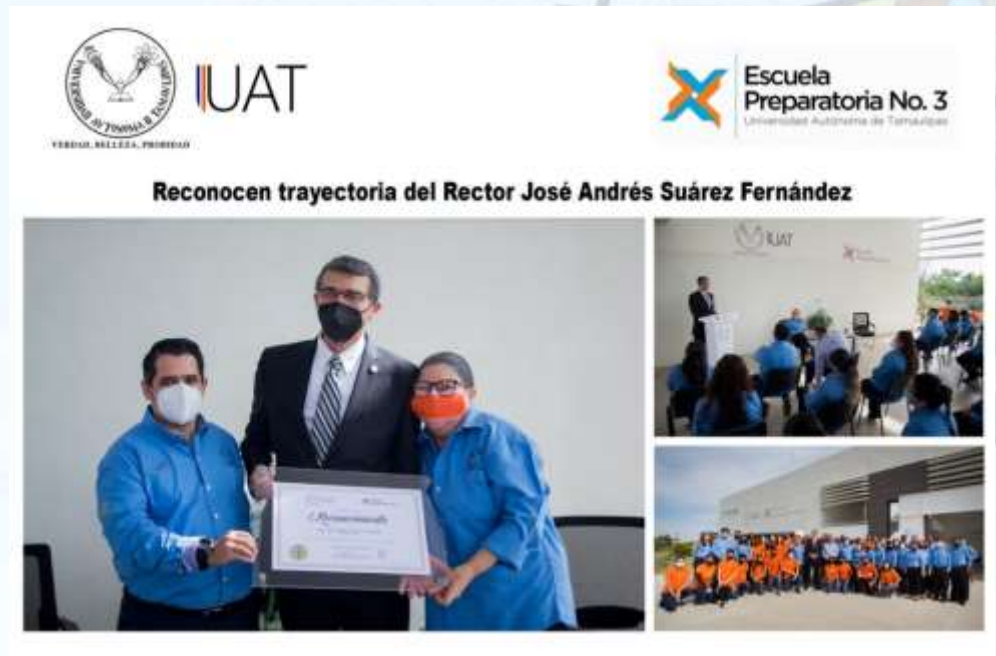 UAT
VERDAD, BELLEZA, PROBIDAD
Escuela
Preparatoria No. 3
Universidad Autónoma de Tamaulipas
Reconocen trayectoria del Rector José Andrés Suárez Fernández
UAT
Reconocimiento